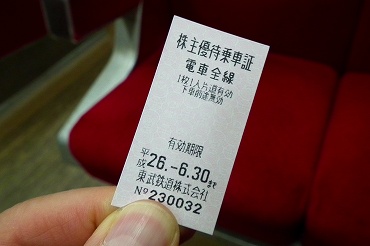 株主優待乗車証
電車全線
1枚1人片道有効
下車前途無効
有効期限
平成26.-6.30まで
東武鉄道株式会社
No230032